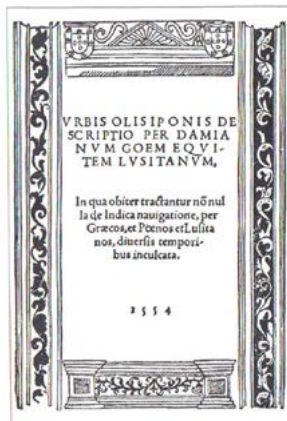 VRBIS OLISIPONIS DE
SCRIPTIO PER DAMIA
NVM GOEM EQVI-
TEM LVSITANVM,
In qua obiter tractantur nõ nul
la de Indica nauigatione, per
Græcos, et Pœnos et Lusita
nos, diuersis tempori-
bus inculcata.
1554